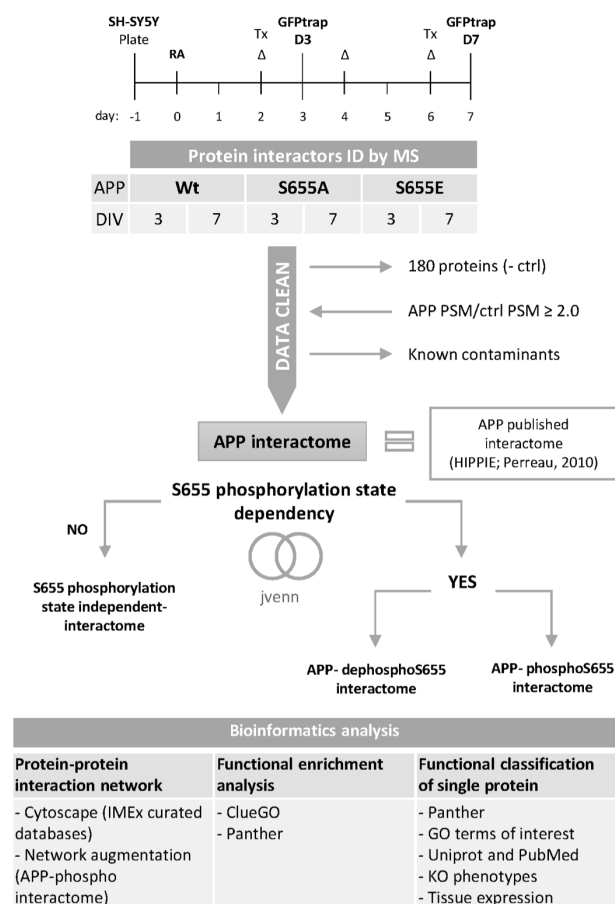 SH-SY5Y
Plate
RA
Tx
Δ
GFPtrap
D3
Δ
Tx
Δ
GFPtrap
D7
day: -1 0 1 2 3 4 5 6 7
Protein interactors ID by MS
APP Wt S655A S655E
DIV 3 7 3 7 3 7
DATA CLEAN
180 proteins (- ctrl)
APP PSM/ctrl PSM ≥ 2.0
Known contaminants
APP interactome
APP published
interactome
(HIPPIE; Perreau, 2010)
S655 phosphorylation state
dependency
NO
jvenn
YES
S655 phosphorylation
state independent-
interactome
APP- dephosphoS655
interactome
APP- phosphoS655
interactome
Bioinformatics analysis
Protein-protein
interaction network
Functional enrichment
analysis
Functional classification
of single protein
- Cytoscape (IMEx curated
databases)
- Network augmentation
(APP-phospho
interactome)
- ClueGO
- Panther
- Panther
- GO terms of interest
- Uniprot and PubMed
- KO phenotypes
- Tissue expression